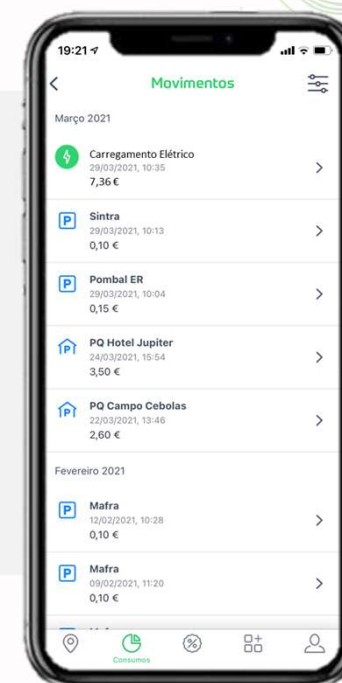 19:21
Movimentos
Março 2021
Carregamento Elétrico
29/03/2021, 10:35
7,36 €
P
Sintra
29/03/2021, 10:13
0,10 €
P
Pombal ER
29/03/2021, 10:04
0,15 €
P
PQ Hotel Jupiter
24/03/2021, 15:54
3,50 €
P
PQ Campo Cebolas
22/03/2021, 13:46
2,60 €
Fevereiro 2021
P
Mafra
12/02/2021, 10:28
0,10 €
P
Mafra
09/02/2021, 11:20
0,10 €
%
Consumos